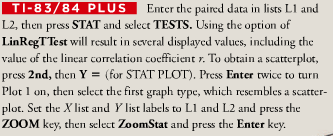 TI-83/84 PLUS Enter the paired data in lists L1 and
L2, then press STAT and select TESTS. Using the option of
LinRegTTest will result in several displayed values, including the
value of the linear correlation coefficient r. To obtain a scatterplot,
press 2nd, then Y = (for STAT PLOT). Press Enter twice to turn
Plot 1 on, then select the first graph type, which resembles a scatter-
plot. Set the X list and Y list labels to L1 and L2 and press the
ZOOM key, then select ZoomStat and press the Enter key.